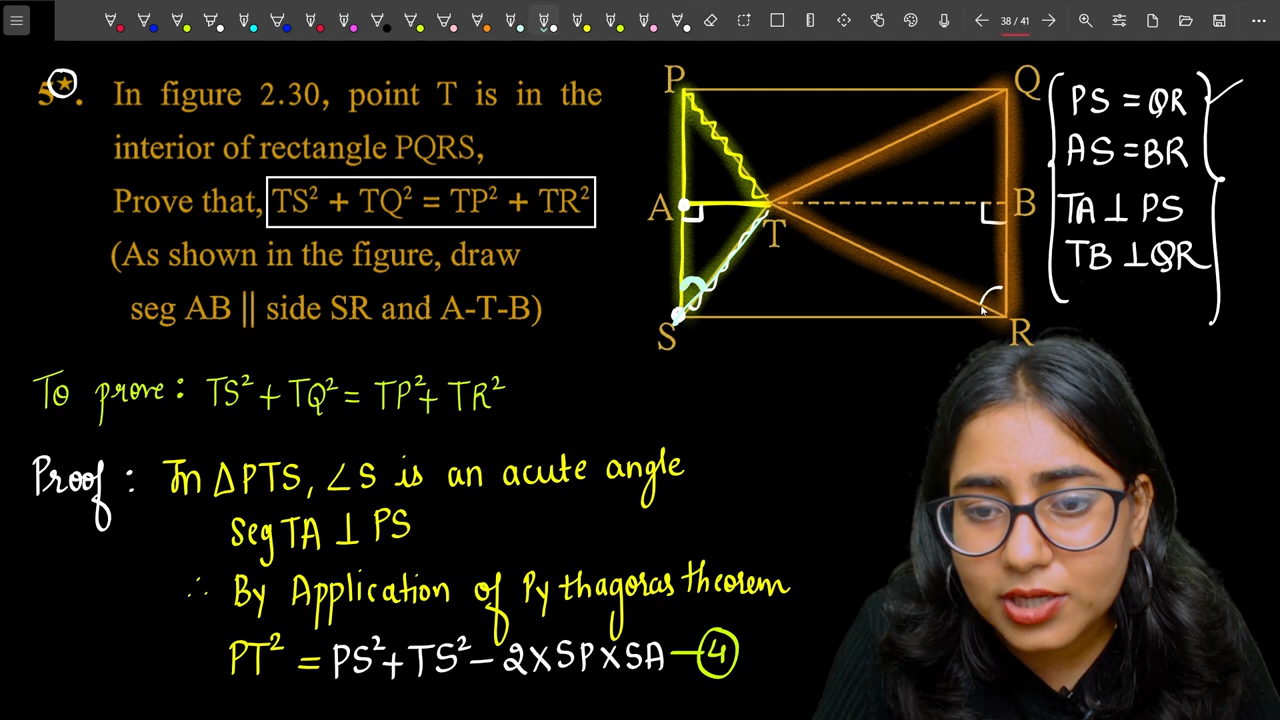 38 / 41
5★. In figure 2.30, point T is in the
interior of rectangle PQRS,
Prove that, TS² + TQ² = TP² + TR²
(As shown in the figure, draw
seg AB || side SR and A-T-B)
P
Q
A
T
B
S
R
PS = QR
AS = BR
TA ⊥ PS
TB ⊥ QR
To prove: TS² + TQ² = TP² + TR²
Proof : In ΔPTS, ∠S is an acute angle
Seg TA ⊥ PS
∴ By Application of Pythagoras theorem
PT² = PS² + TS² − 2 × SP × SA — 4